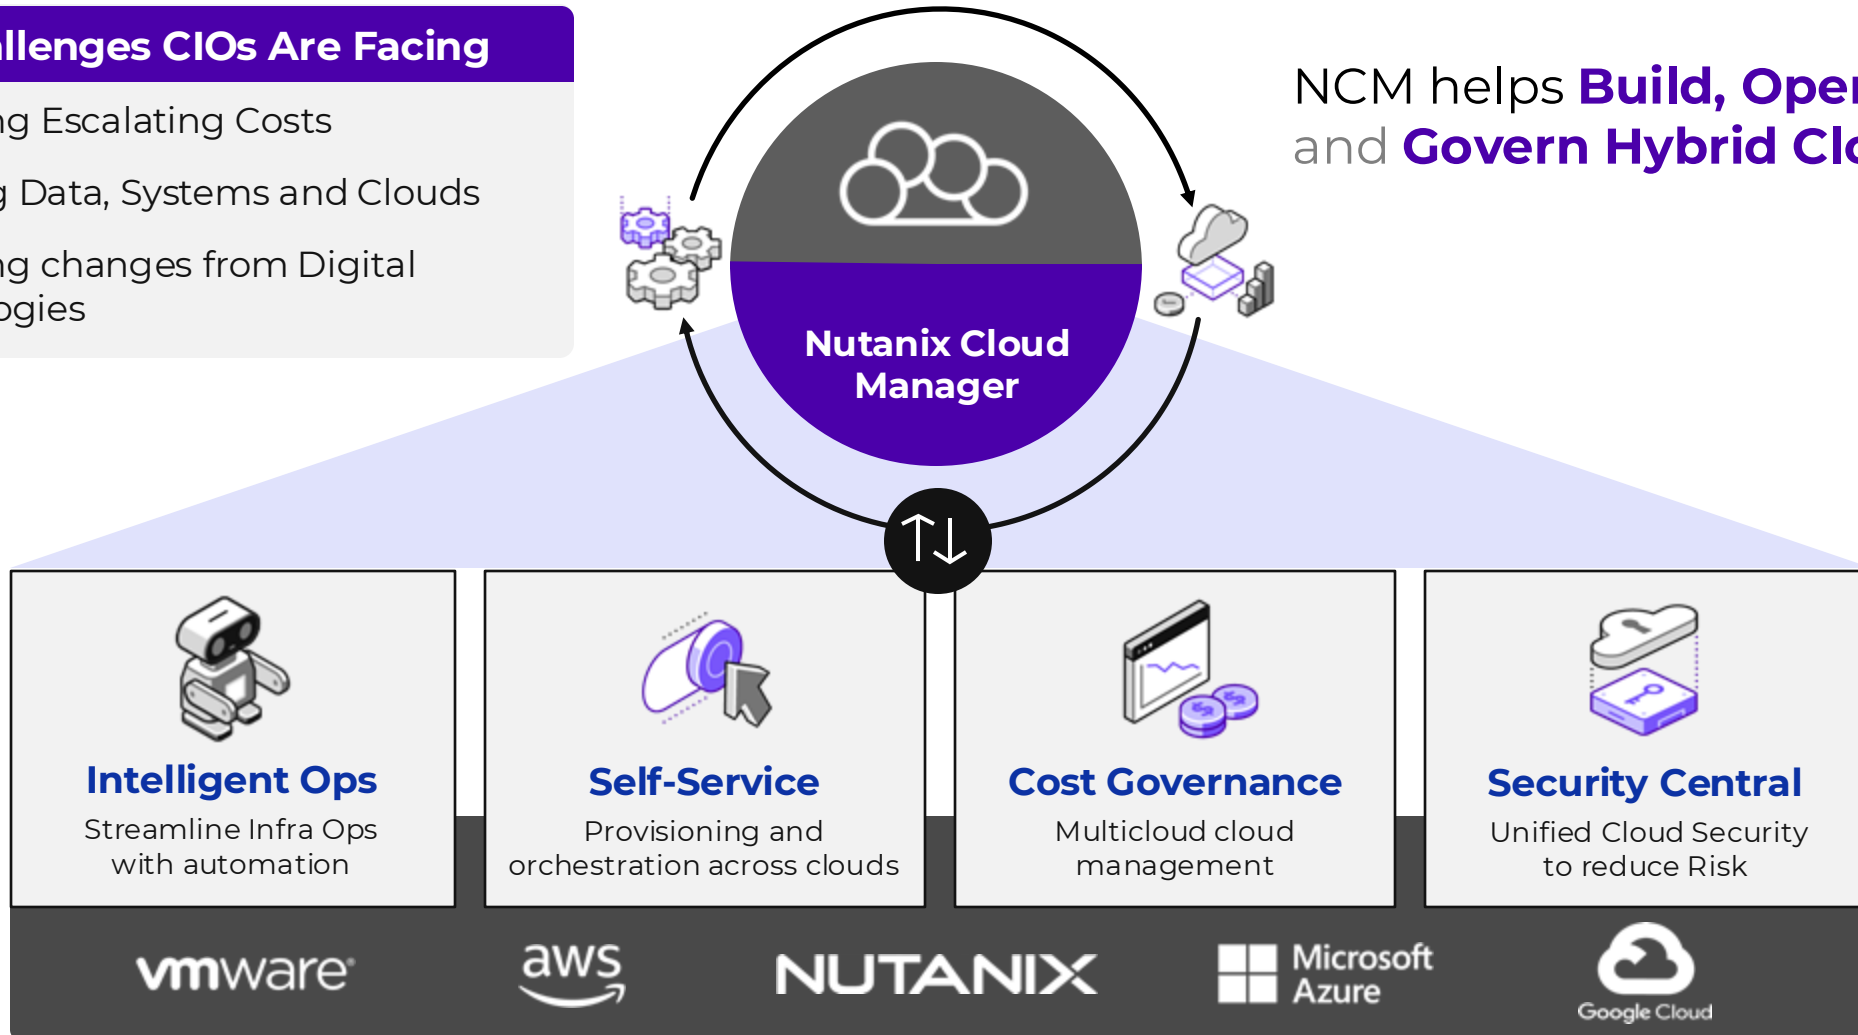 allenges CIOs Are Facing
ng Escalating Costs
g Data, Systems and Clouds
ng changes from Digital
ogies
NCM helps Build, Oper
and Govern Hybrid Clo
Nutanix Cloud
Manager
Intelligent Ops
Streamline Infra Ops
with automation
Self-Service
Provisioning and
orchestration across clouds
Cost Governance
Multicloud cloud
management
Security Central
Unified Cloud Security
to reduce Risk
vmware®
aws
NUTANIX
Microsoft
Azure
Google Cloud